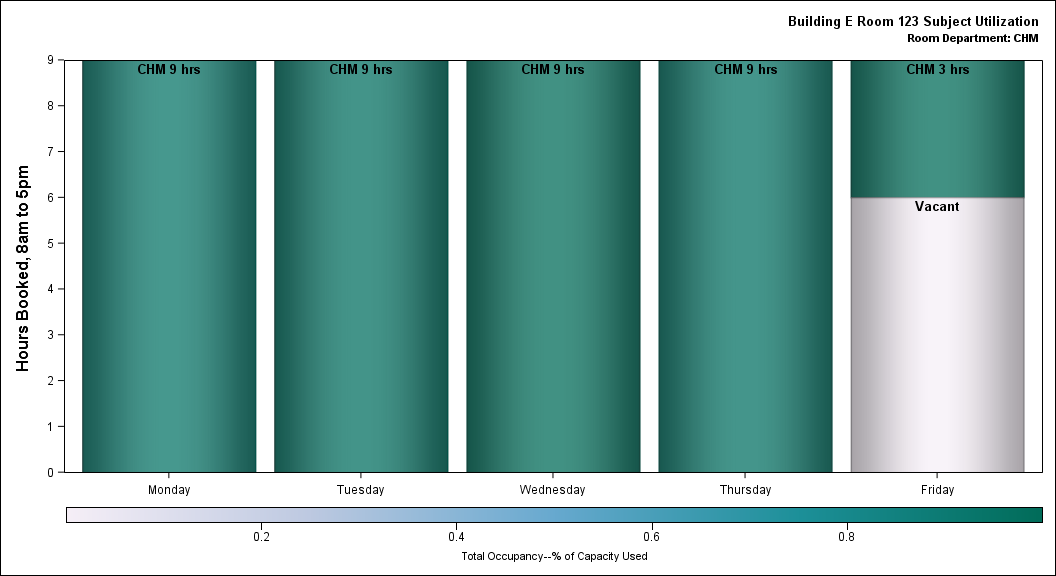 Building E Room 123 Subject Utilization
Room Department: CHM
Hours Booked, 8am to 5pm
9
8
7
6
5
4
3
2
1
0
CHM 9 hrs
CHM 9 hrs
CHM 9 hrs
CHM 9 hrs
CHM 3 hrs
Vacant
Monday
Tuesday
Wednesday
Thursday
Friday
0.2
0.4
0.6
0.8
Total Occupancy--% of Capacity Used